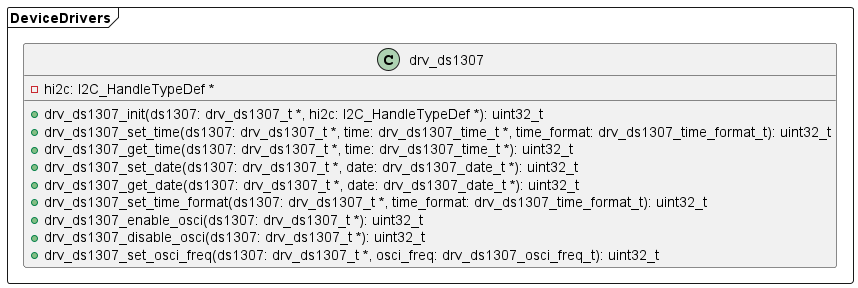 DeviceDrivers
C drv_ds1307
hi2c: I2C_HandleTypeDef *
drv_ds1307_init(ds1307: drv_ds1307_t *, hi2c: I2C_HandleTypeDef *): uint32_t
drv_ds1307_set_time(ds1307: drv_ds1307_t *, time: drv_ds1307_time_t *, time_format: drv_ds1307_time_format_t): uint32_t
drv_ds1307_get_time(ds1307: drv_ds1307_t *, time: drv_ds1307_time_t *): uint32_t
drv_ds1307_set_date(ds1307: drv_ds1307_t *, date: drv_ds1307_date_t *): uint32_t
drv_ds1307_get_date(ds1307: drv_ds1307_t *, date: drv_ds1307_date_t *): uint32_t
drv_ds1307_set_time_format(ds1307: drv_ds1307_t *, time_format: drv_ds1307_time_format_t): uint32_t
drv_ds1307_enable_osci(ds1307: drv_ds1307_t *): uint32_t
drv_ds1307_disable_osci(ds1307: drv_ds1307_t *): uint32_t
drv_ds1307_set_osci_freq(ds1307: drv_ds1307_t *, osci_freq: drv_ds1307_osci_freq_t): uint32_t